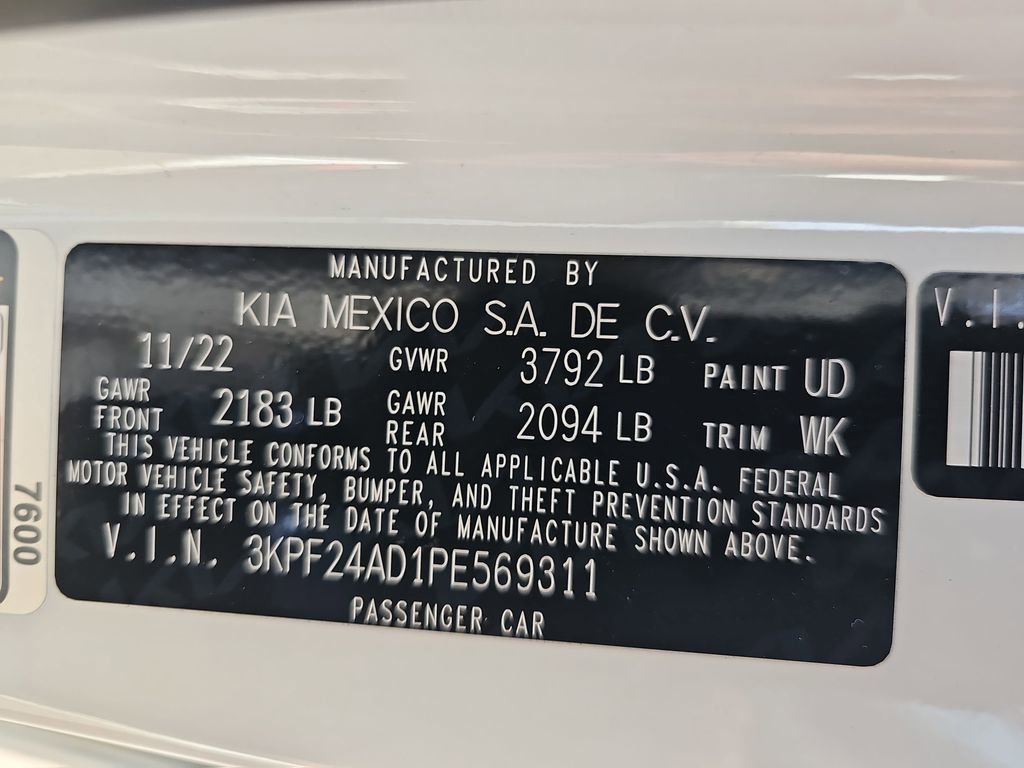 MANUFACTURED BY
KIA MEXICO S.A. DE C.V.
11/22 GVWR 3792 LB PAINT UD
GAWR FRONT 2183 LB GAWR REAR 2094 LB TRIM WK
THIS VEHICLE CONFORMS TO ALL APPLICABLE U.S.A. FEDERAL
MOTOR VEHICLE SAFETY, BUMPER, AND THEFT PREVENTION STANDARDS
IN EFFECT ON THE DATE OF MANUFACTURE SHOWN ABOVE.
V.I.N. 3KPF24AD1PE569311
PASSENGER CAR
7600
V.I.